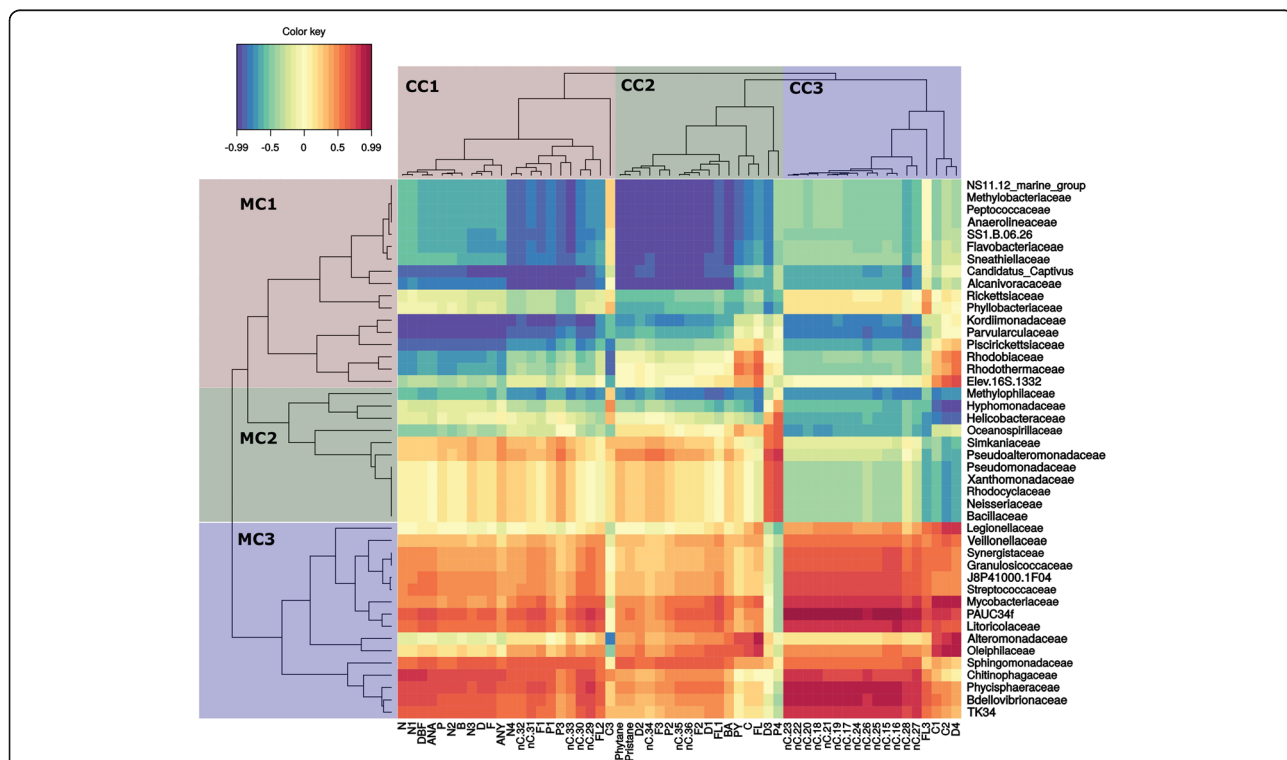 Color key
-0.99 -0.5 0 0.5 0.99
CC1 CC2 CC3
MC1
MC2
MC3
NS11.12_marine_group
Methylobacteriaceae
Peptococcaceae
Anaerolineaceae
SS1.B.06.26
Flavobacteriaceae
Sneathiellaceae
Candidatus_Captivus
Alcanivoracaceae
Rickettsiaceae
Phyllobacteriaceae
Kordiimonadaceae
Parvularculaceae
Piscirickettsiaceae
Rhodobiaceae
Rhodothermaceae
Elev.16S.1332
Methylophilaceae
Hyphomonadaceae
Helicobacteraceae
Oceanospirillaceae
Simkaniaceae
Pseudoalteromonadaceae
Pseudomonadaceae
Xanthomonadaceae
Rhodocyclaceae
Neisseriaceae
Bacillaceae
Legionellaceae
Veillonellaceae
Synergistaceae
Granulosicoccaceae
J8P41000.1F04
Streptococcaceae
Mycobacteriaceae
PAUC34f
Litoricolaceae
Alteromonadaceae
Oleiphilaceae
Sphingomonadaceae
Chitinophagaceae
Phycisphaeraceae
Bdellovibrionaceae
TK34
N
N1
DBF
ANA
P
N2
B
N3
D
F
ANY
N4
nC.32
nC.31
F1
P1
P3
nC.33
nC.30
nC.29
FL2
C3
Phytane
Pristane
D2
nC.34
F3
P2
nC.35
nC.36
F2
D1
FL1
BA
PY
C
FL
D3
P4
nC.23
nC.22
nC.20
nC.18
nC.21
nC.19
nC.17
nC.24
nC.26
nC.25
nC.15
nC.16
nC.28
nC.27
FL3
C1
C2
D4